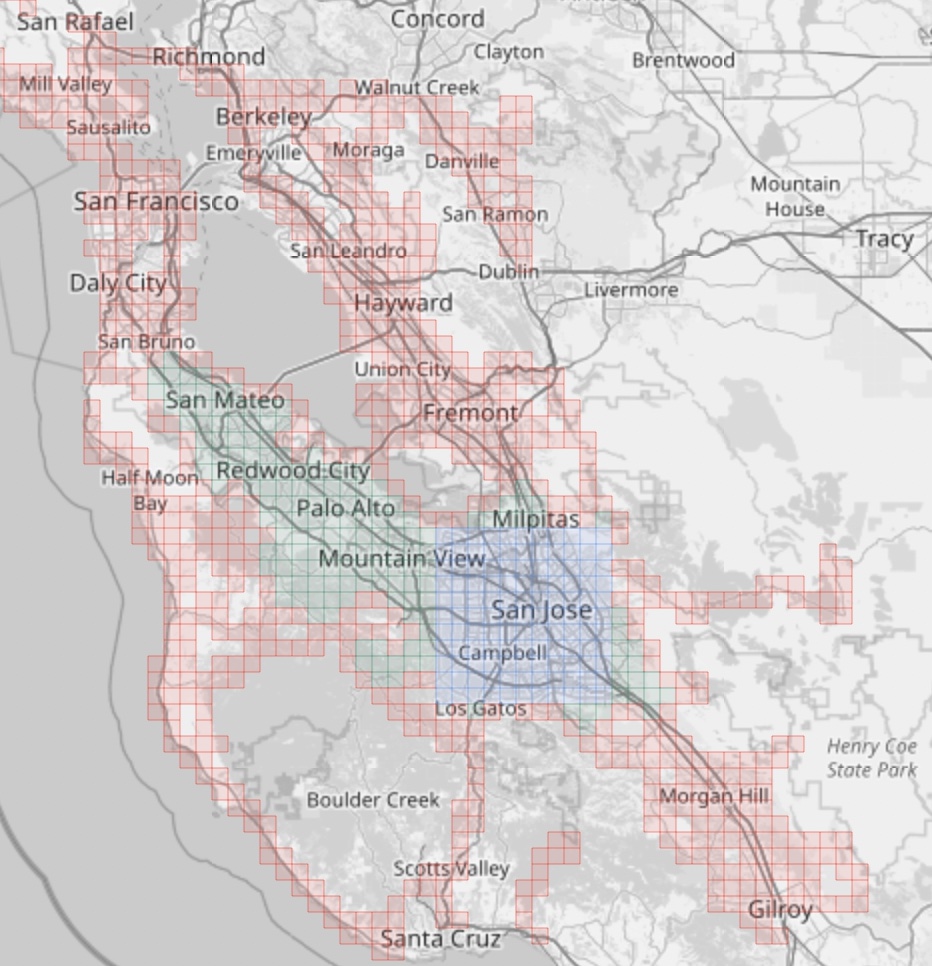 San Rafael
Concord
Richmond
Clayton
Brentwood
Mill Valley
Walnut Creek
Berkeley
Sausalito
Emeryville
Moraga
Danville
Mountain
House
San Francisco
San Ramon
Tracy
San Leandro
Dublin
Daly City
Livermore
Hayward
San Bruno
Union City
San Mateo
Fremont
Redwood City
Half Moon
Bay
Palo Alto
Milpitas
Mountain View
San Jose
Campbell
Los Gatos
Henry Coe
State Park
Morgan Hill
Boulder Creek
Scotts Valley
Gilroy
Santa Cruz